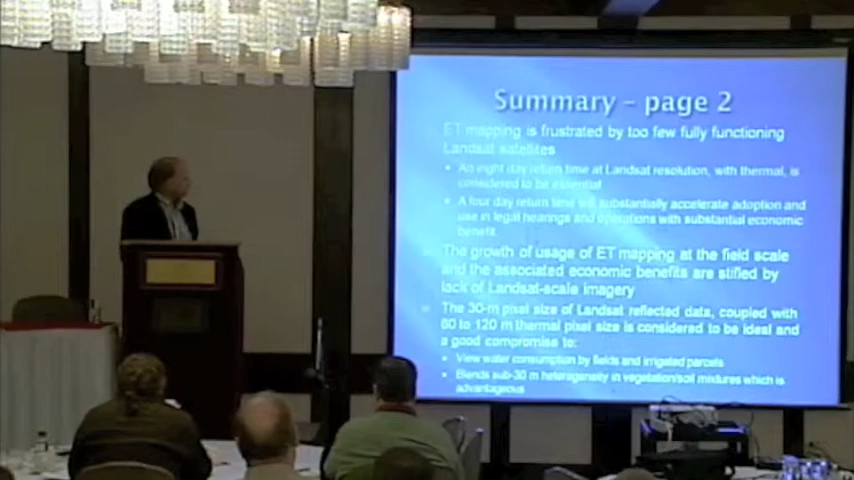 Summary – page 2
ET mapping is frustrated by too few fully functioning
Landsat satellites
An eight day return time at Landsat resolution, with thermal, is
considered to be essential
A four day return time will substantially accelerate adoption and
use in legal hearings and operations with substantial economic
benefit.
The growth of usage of ET mapping at the field scale
and the associated economic benefits are stifled by
lack of Landsat-scale imagery
The 30-m pixel size of Landsat reflected data, coupled with
60 to 120 m thermal pixel size is considered to be ideal and
a good compromise to:
View water consumption by fields and irrigated parcels
Blends sub-30 m heterogeneity in vegetation/soil mixtures which is
advantageous